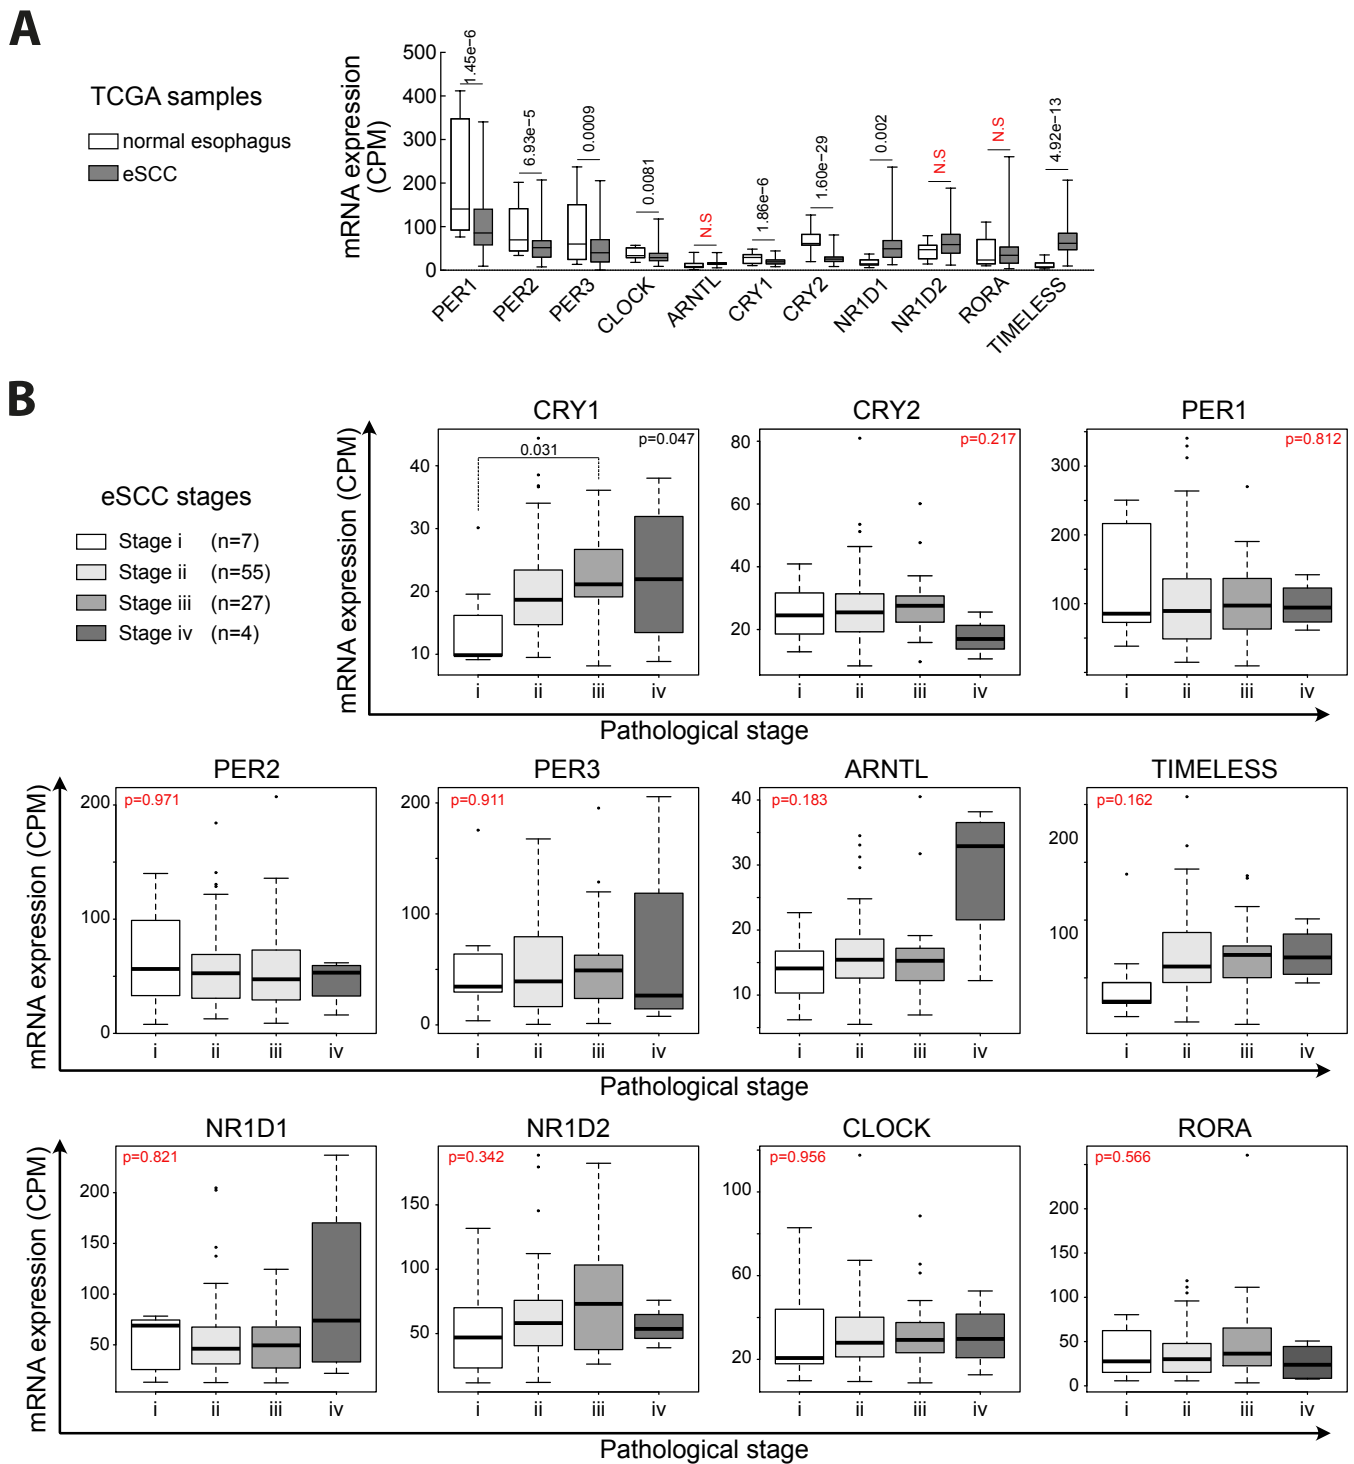 A
TCGA samples
normal esophagus
eSCC
mRNA expression
(CPM)
500
400
300
200
100
0
1.45e−6
6.93e−5
0.0009
0.0081
N.S
1.86e−6
1.60e−29
0.002
N.S
N.S
4.92e−13
PER1
PER2
PER3
CLOCK
ARNTL
CRY1
CRY2
NR1D1
NR1D2
RORA
TIMELESS
B
eSCC stages
Stage i (n=7)
Stage ii (n=55)
Stage iii (n=27)
Stage iv (n=4)
mRNA expression (CPM)
CRY1
p=0.047
0.031
40
30
20
10
i ii iii iv
CRY2
p=0.217
80
60
40
20
i ii iii iv
PER1
p=0.812
300
200
100
i ii iii iv
Pathological stage
mRNA expression (CPM)
PER2
p=0.971
200
100
0
i ii iii iv
PER3
p=0.911
200
100
0
i ii iii iv
ARNTL
p=0.183
40
30
20
10
i ii iii iv
TIMELESS
p=0.162
200
100
i ii iii iv
Pathological stage
mRNA expression (CPM)
NR1D1
p=0.821
200
150
100
50
i ii iii iv
NR1D2
p=0.342
150
100
50
i ii iii iv
CLOCK
p=0.956
100
60
20
i ii iii iv
RORA
p=0.566
200
150
100
50
0
i ii iii iv
Pathological stage